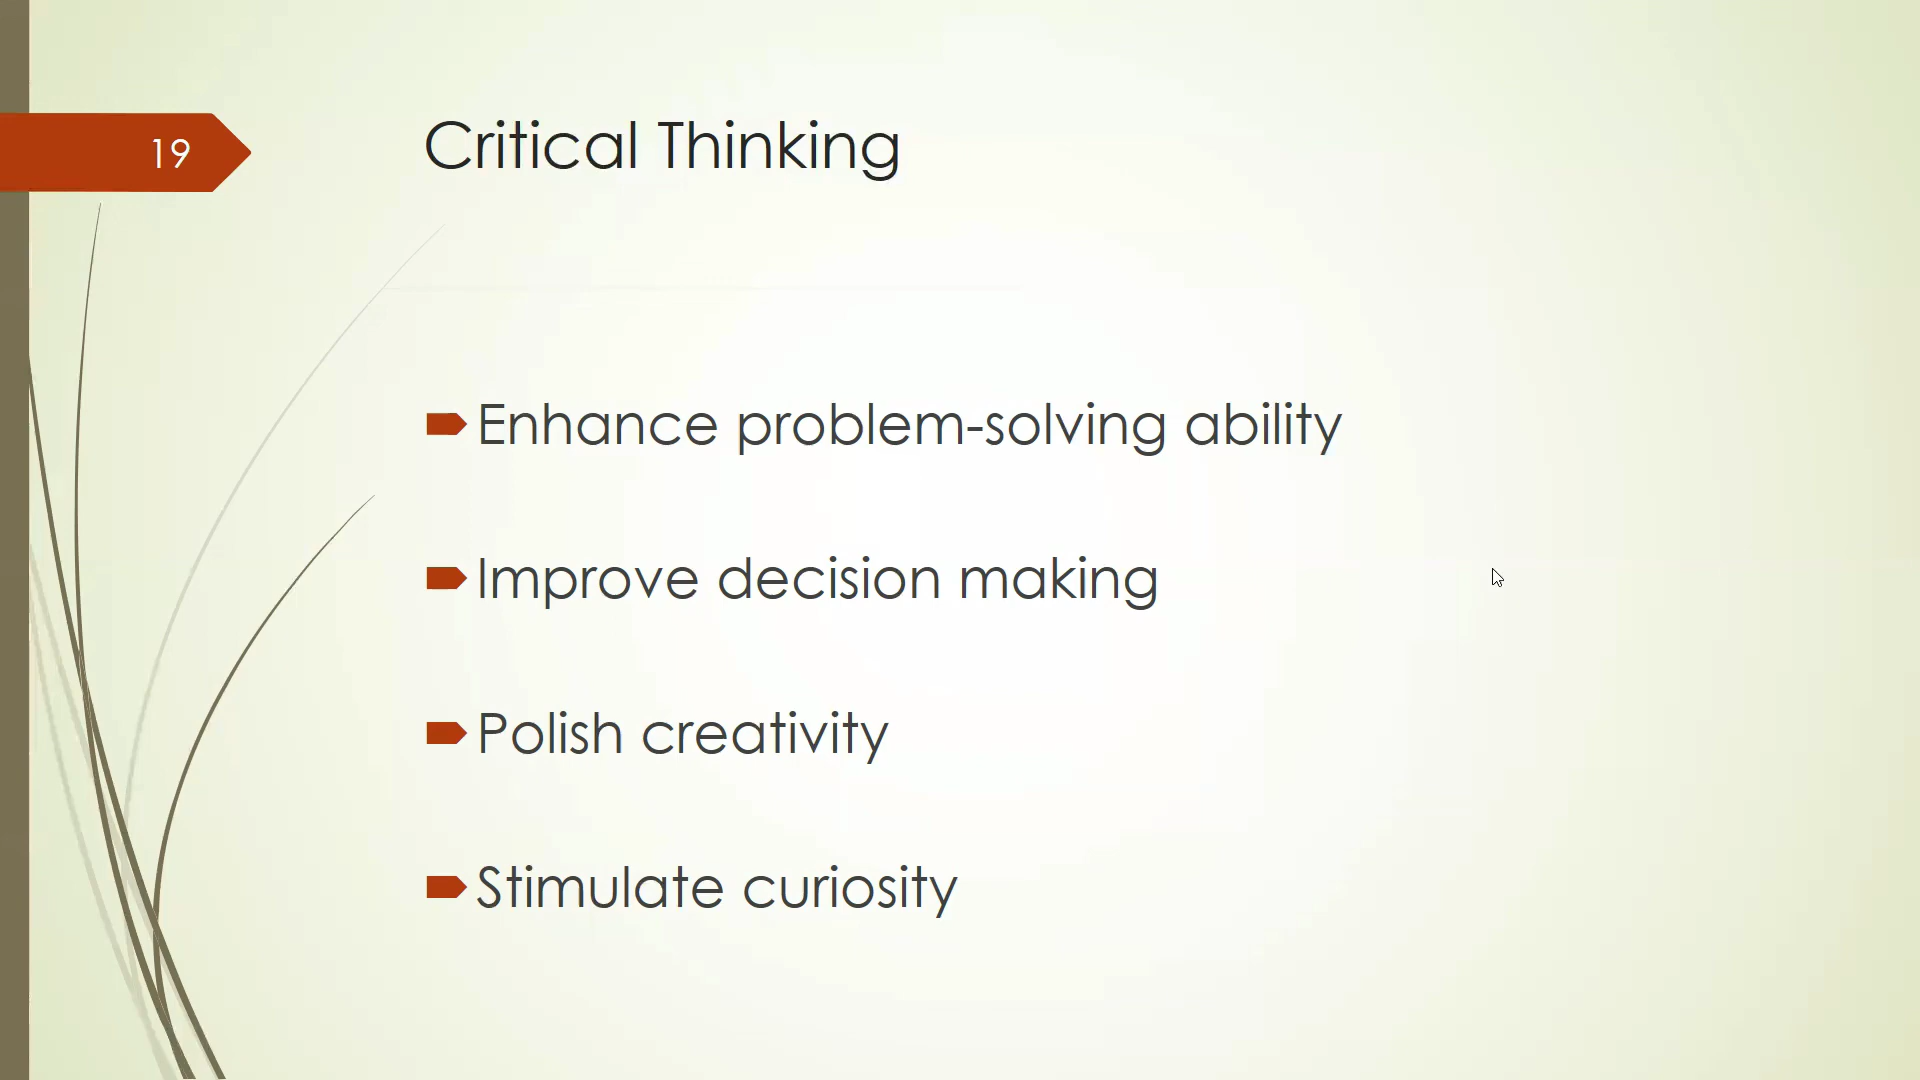 19
Critical Thinking
Enhance problem-solving ability
Improve decision making
Polish creativity
Stimulate curiosity